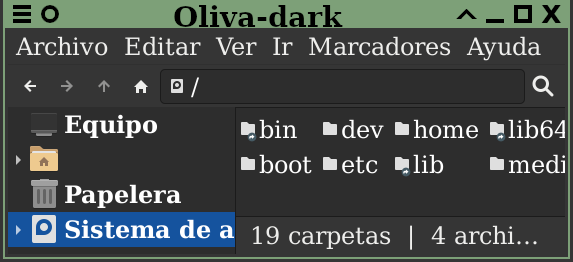 Oliva-dark
Archivo Editar Ver Ir Marcadores Ayuda
/
Equipo
Papelera
Sistema de a
bin dev home lib64
boot etc lib medi
19 carpetas | 4 archi...